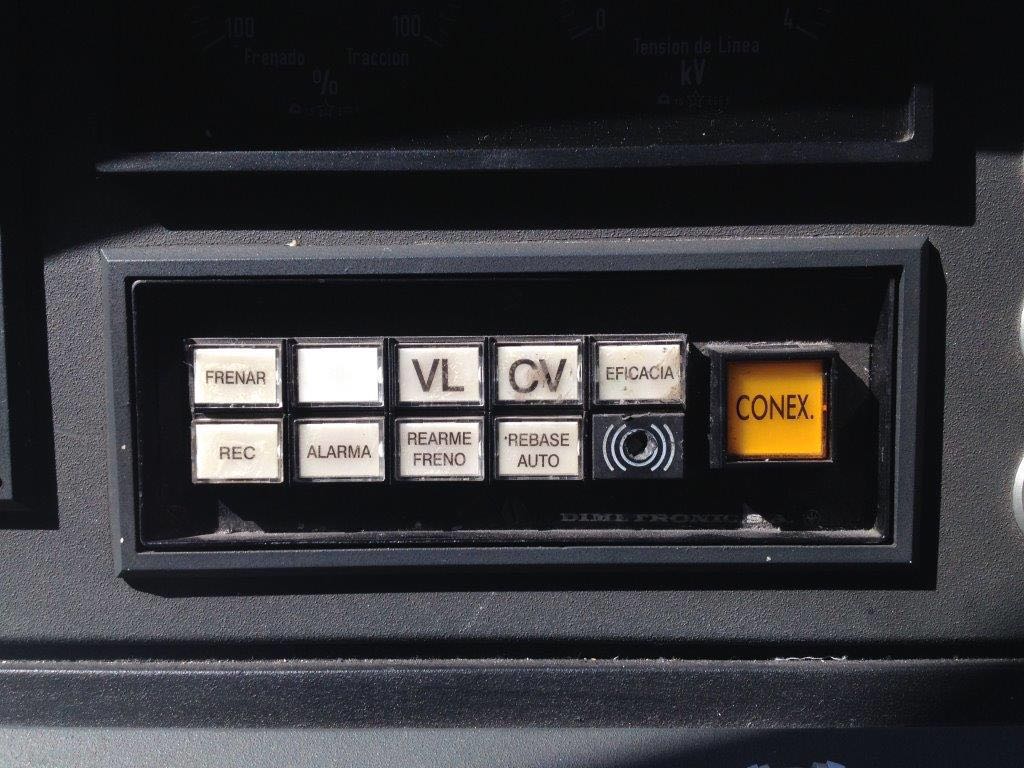 100 100
Frenado Traccion
%
0 4
Tension de Linea
kV
FRENAR
VL
CV
EFICACIA
REC
ALARMA
REARME
FRENO
REBASE
AUTO
CONEX.
DIMETRONIC S.A.